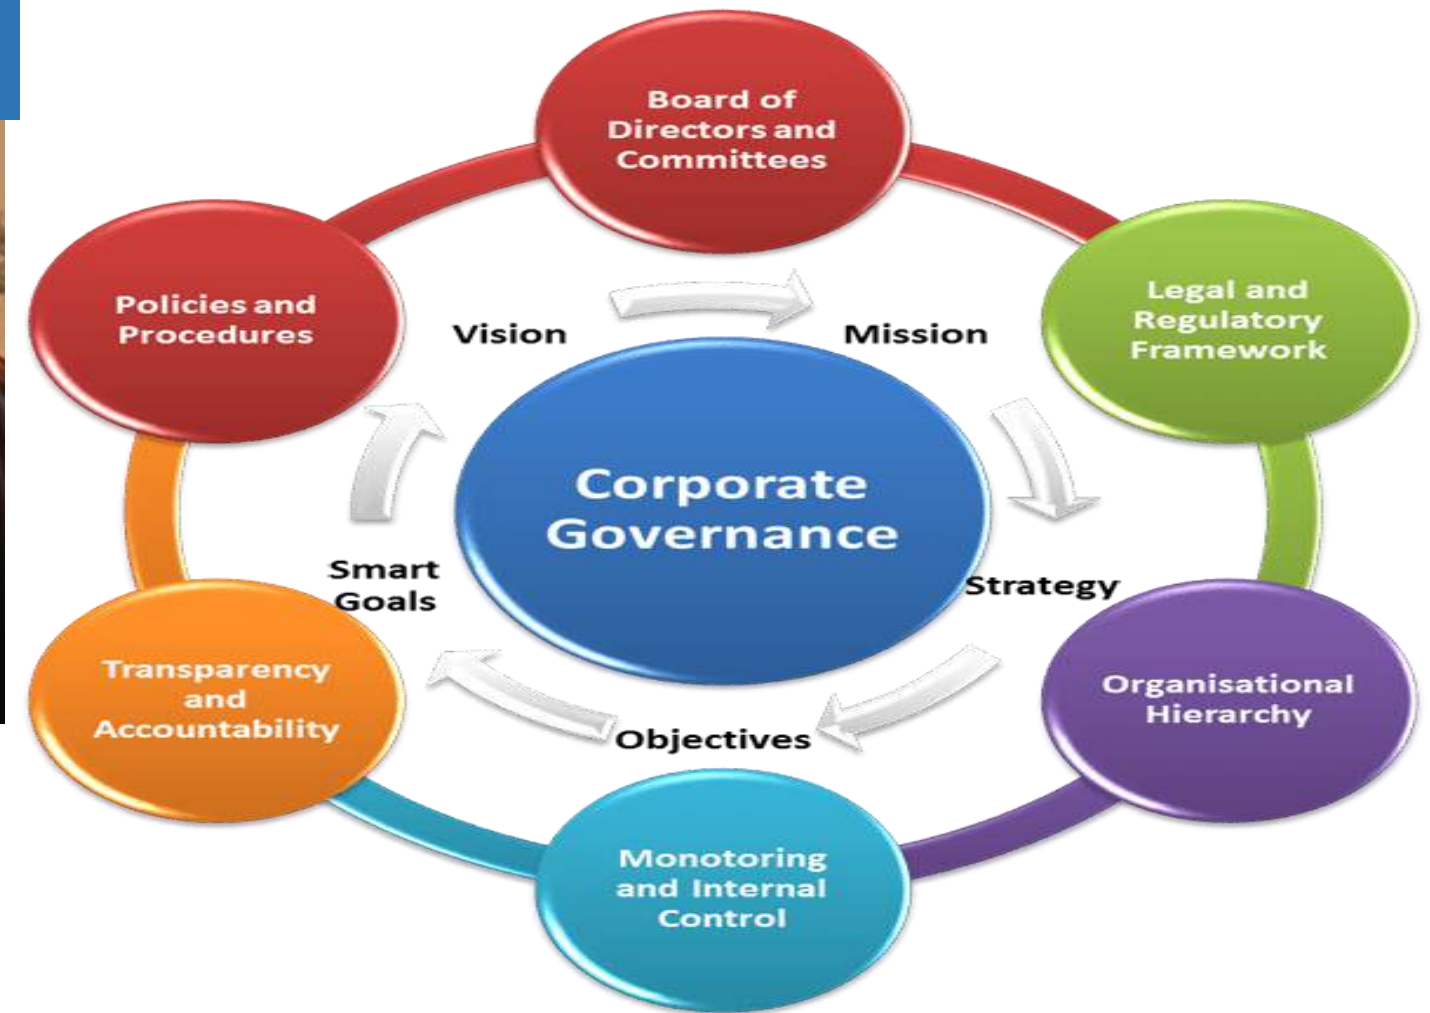 Board of
Directors and
Committees
Policies and
Procedures
Legal and
Regulatory
Framework
Vision
Mission
Corporate
Governance
Smart
Goals
Strategy
Transparency
and
Accountability
Organisational
Hierarchy
Objectives
Monotoring
and Internal
Control